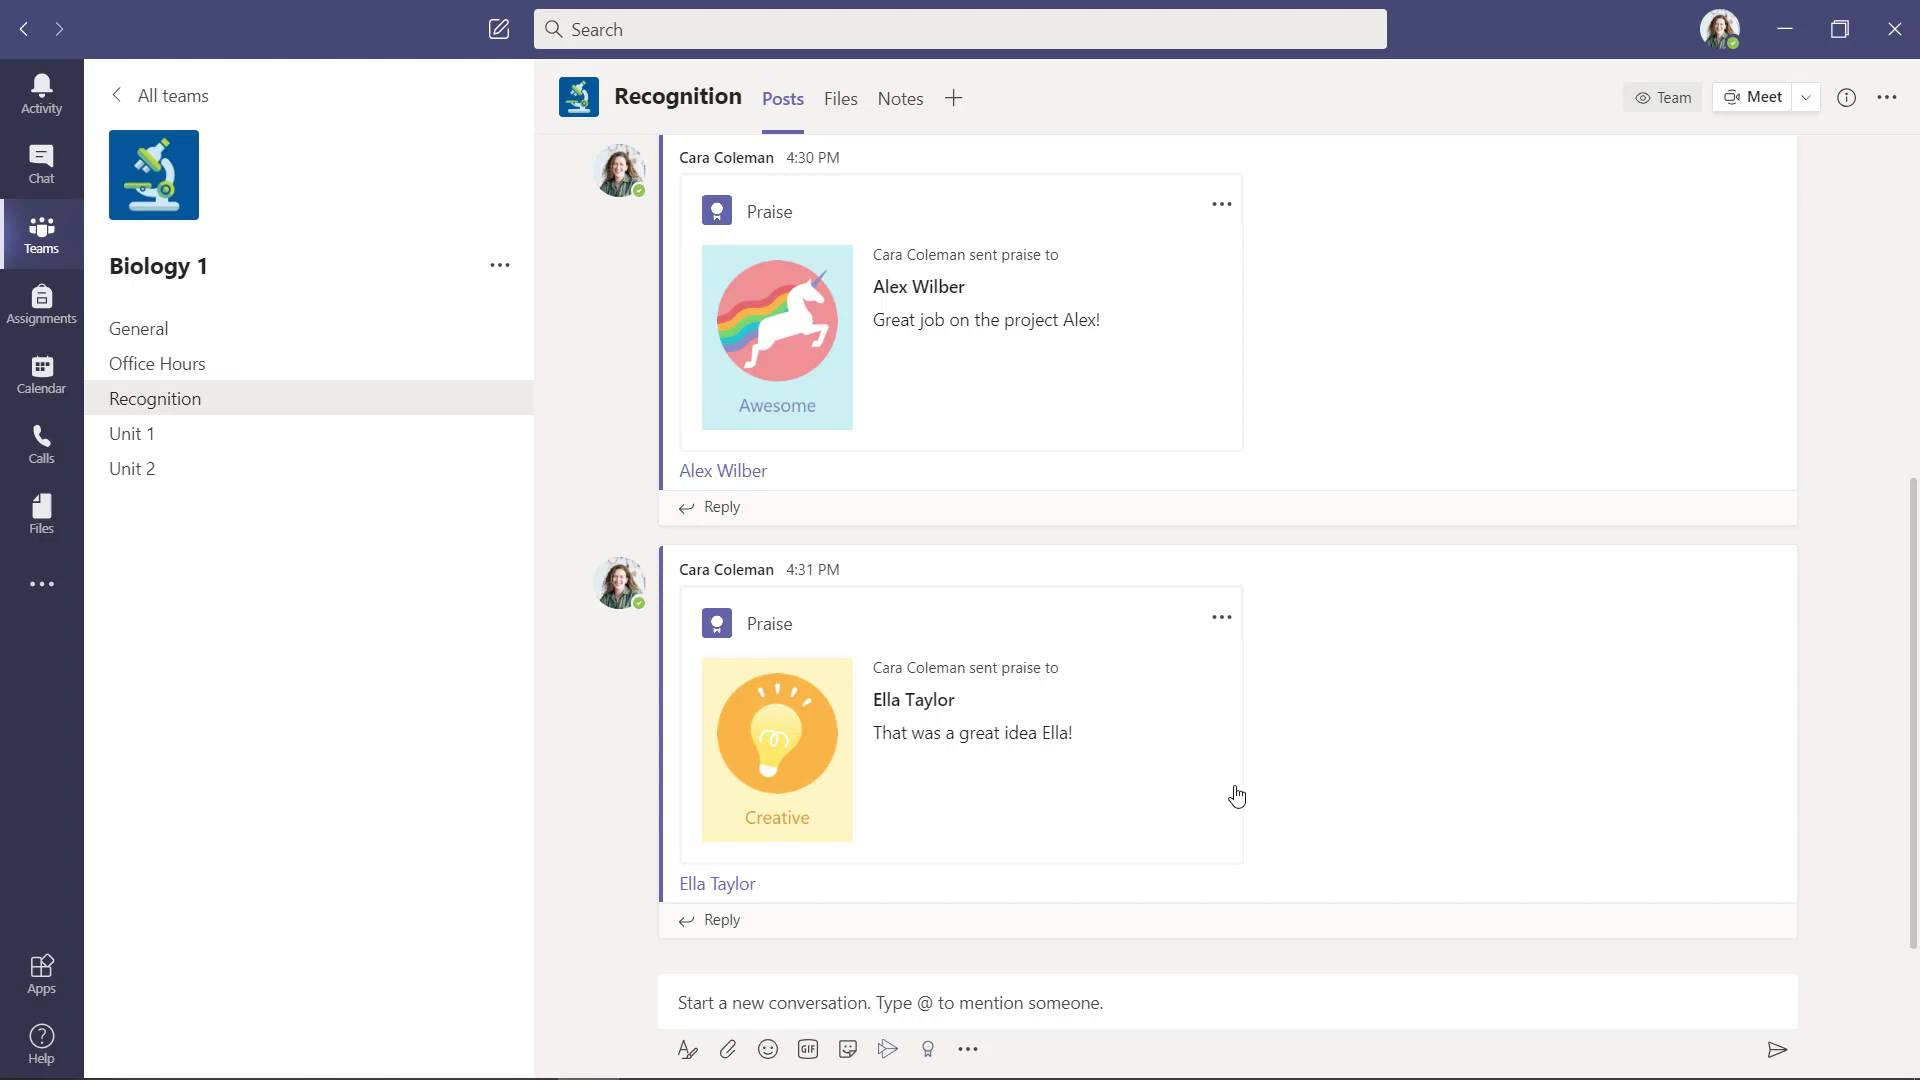 Search
Activity
Chat
Teams
Assignments
Calendar
Calls
Files
Apps
Help
All teams
Biology 1
General
Office Hours
Recognition
Unit 1
Unit 2
Recognition
Posts
Files
Notes
Team
Meet
Cara Coleman 4:30 PM
Praise
Awesome
Cara Coleman sent praise to
Alex Wilber
Great job on the project Alex!
Alex Wilber
Reply
Cara Coleman 4:31 PM
Praise
Creative
Cara Coleman sent praise to
Ella Taylor
That was a great idea Ella!
Ella Taylor
Reply
Start a new conversation. Type @ to mention someone.
GIF